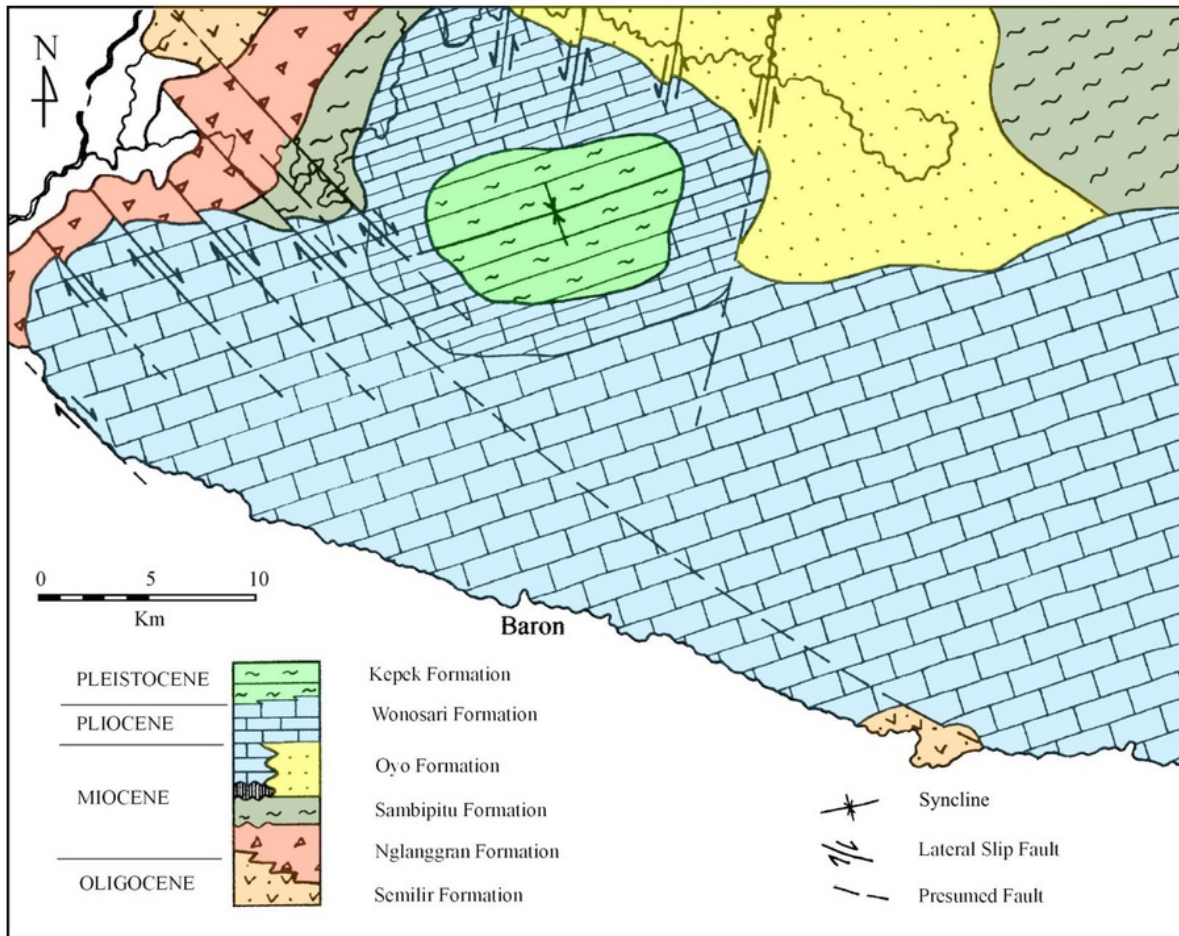 N
0 5 10
Km
Baron
PLEISTOCENE
PLIOCENE
MIOCENE
OLIGOCENE
Kepek Formation
Wonosari Formation
Oyo Formation
Sambipitu Formation
Nglanggran Formation
Semilir Formation
Syncline
Lateral Slip Fault
Presumed Fault